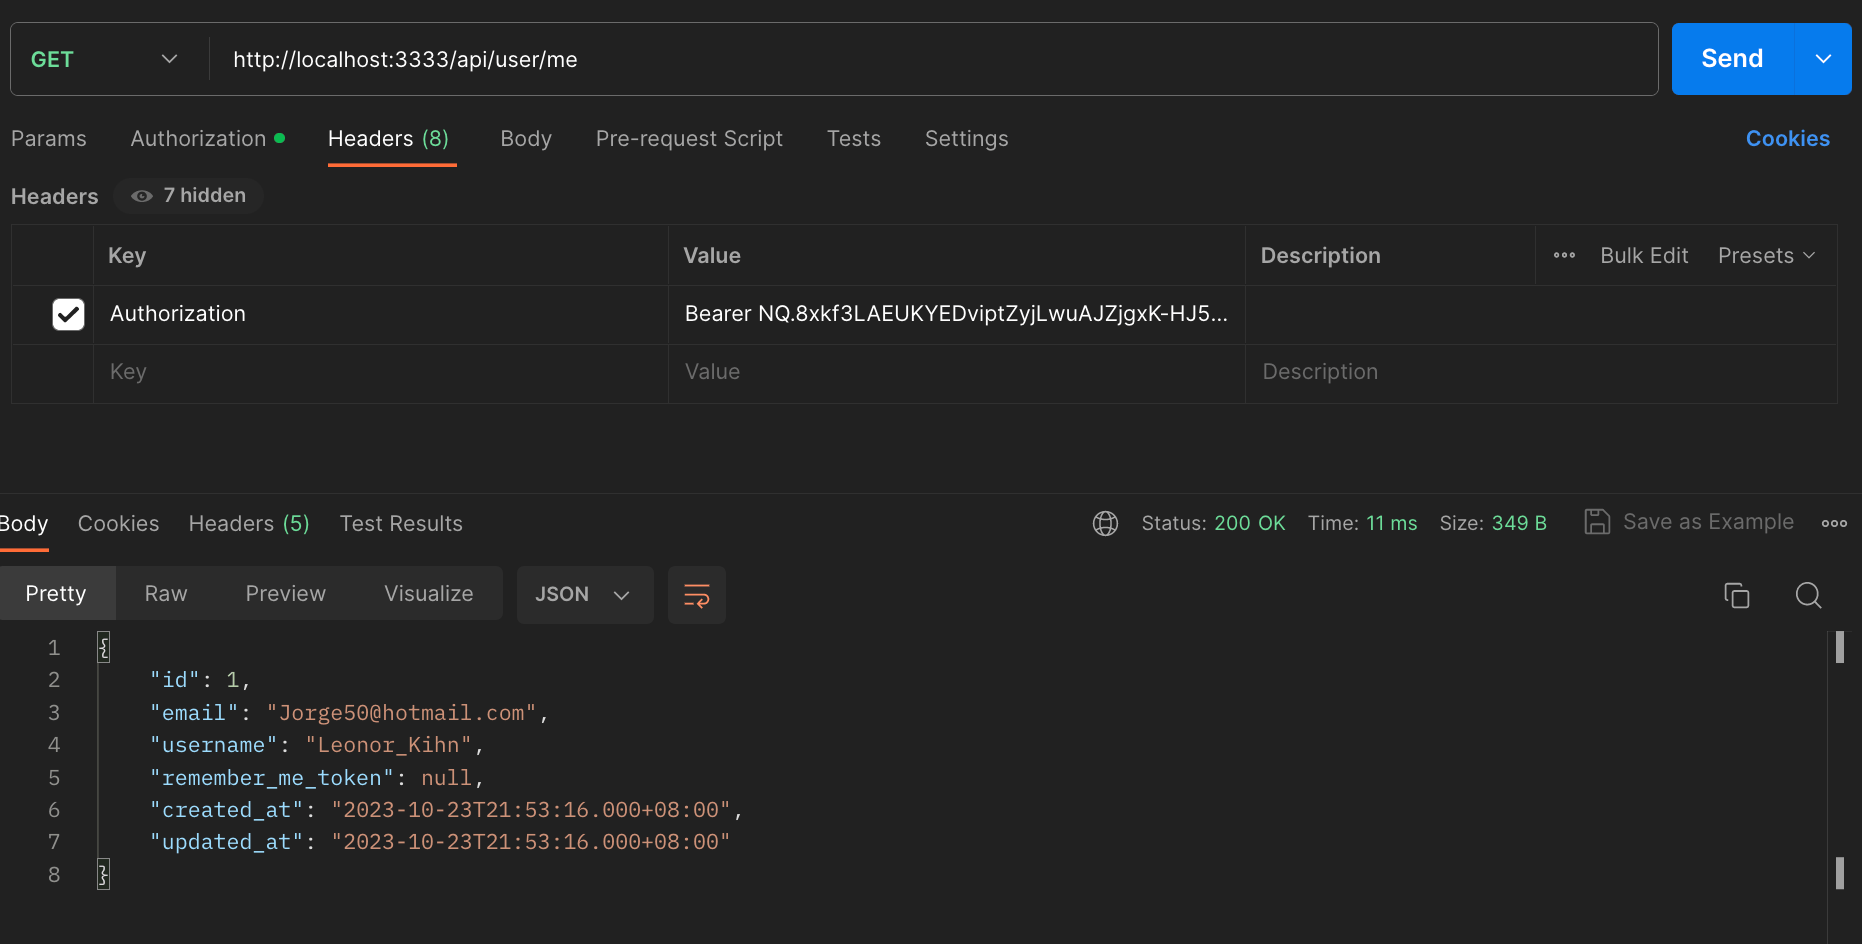 GET http://localhost:3333/api/user/me Send
Params Authorization Headers (8) Body Pre-request Script Tests Settings Cookies
Headers 7 hidden
Key Value Description Bulk Edit Presets
Authorization Bearer NQ.8xkf3LAEUKYEDviptZyjLwuAJZjgxK-HJ5...
Key Value Description
Body Cookies Headers (5) Test Results Status: 200 OK Time: 11 ms Size: 349 B Save as Example
Pretty Raw Preview Visualize JSON
1 {
2 "id": 1,
3 "email": "Jorge50@hotmail.com",
4 "username": "Leonor_Kihn",
5 "remember_me_token": null,
6 "created_at": "2023-10-23T21:53:16.000+08:00",
7 "updated_at": "2023-10-23T21:53:16.000+08:00"
8 }